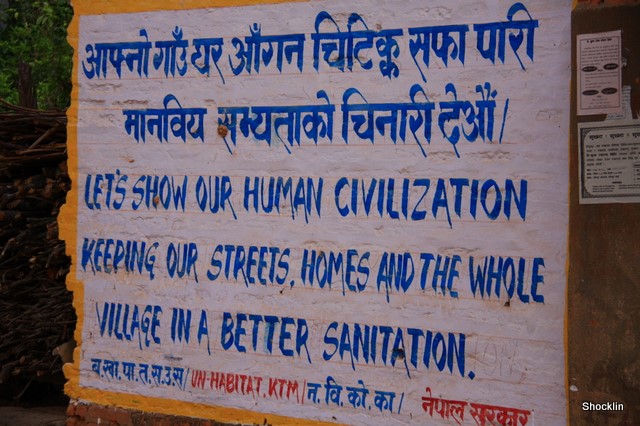 आफ्नो गाउँ घर आँगन चिटिक्क सफा पारी
मानविय सभ्यताको चिनारी देऔं/
LET'S SHOW OUR HUMAN CIVILIZATION
KEEPING OUR STREETS, HOMES AND THE WHOLE
VILLAGE IN A BETTER SANITATION.
ब.स्वा.पा.त.स.उ.स/ UN-HABITAT, KTM/ न.वि.को.का/ नेपाल सरकार
Shocklin